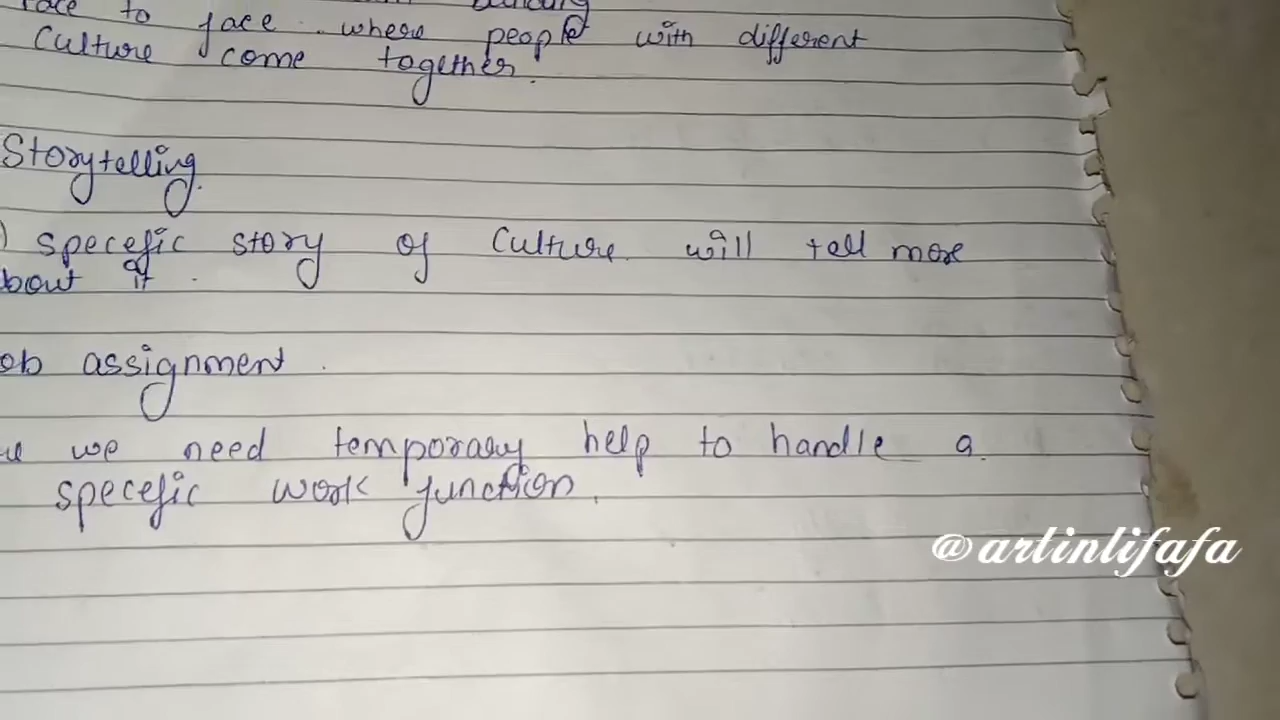 face to face where people with different
Culture come together.
Storytelling.
) specefic story of Culture will tell more
bout it.
ob assignment.
we need temporary help to handle a
specefic work function.
@artinlifafa